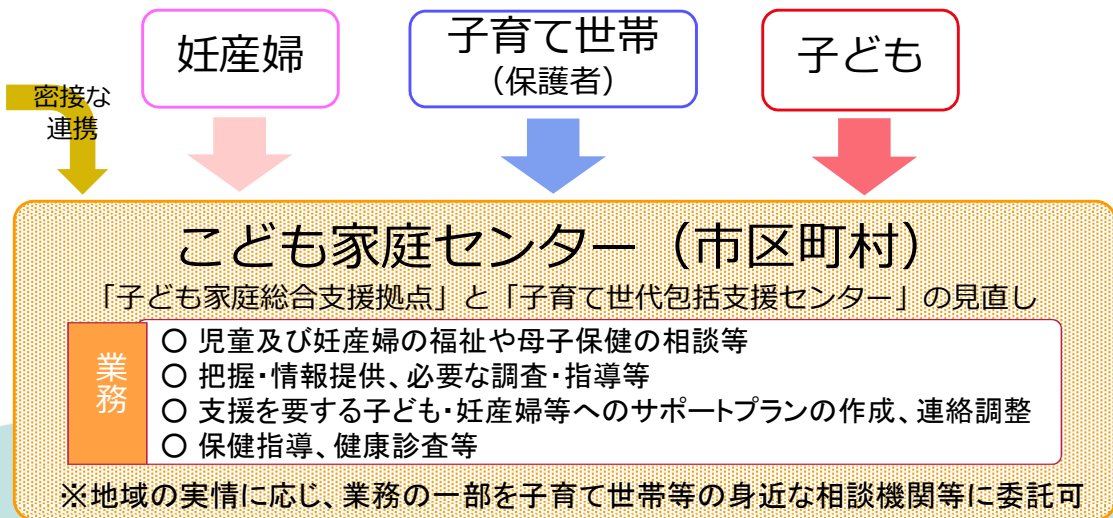 妊産婦
子育て世帯
（保護者）
子ども
密接な
連携
こども家庭センター（市区町村）
「子ども家庭総合支援拠点」と「子育て世代包括支援センター」の見直し
業務
○ 児童及び妊産婦の福祉や母子保健の相談等
○ 把握・情報提供、必要な調査・指導等
○ 支援を要する子ども・妊産婦等へのサポートプランの作成、連絡調整
○ 保健指導、健康診査等
※地域の実情に応じ、業務の一部を子育て世帯等の身近な相談機関等に委託可